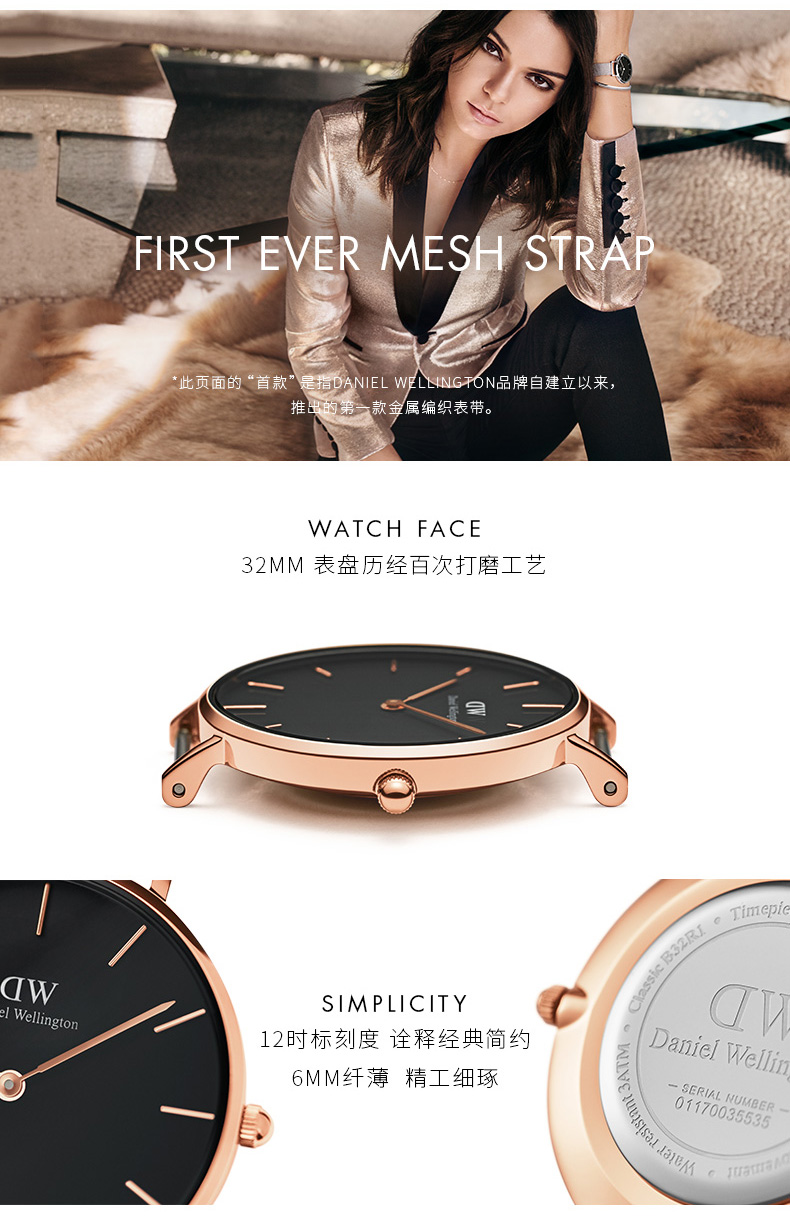 FIRST EVER MESH STRAP
*此页面的“首款”是指DANIEL WELLINGTON品牌自建立以来，
推出的第一款金属编织表带。
WATCH FACE
32MM 表盘历经百次打磨工艺
DW
Daniel Wellington
DW
el Wellington
SIMPLICITY
12时标刻度 诠释经典简约
6MM纤薄 精工细琢
Water resistant 3ATM • Classic B32R1 • Timepie
DW
Daniel Welling
SERIAL NUMBER
01170035535
ovement